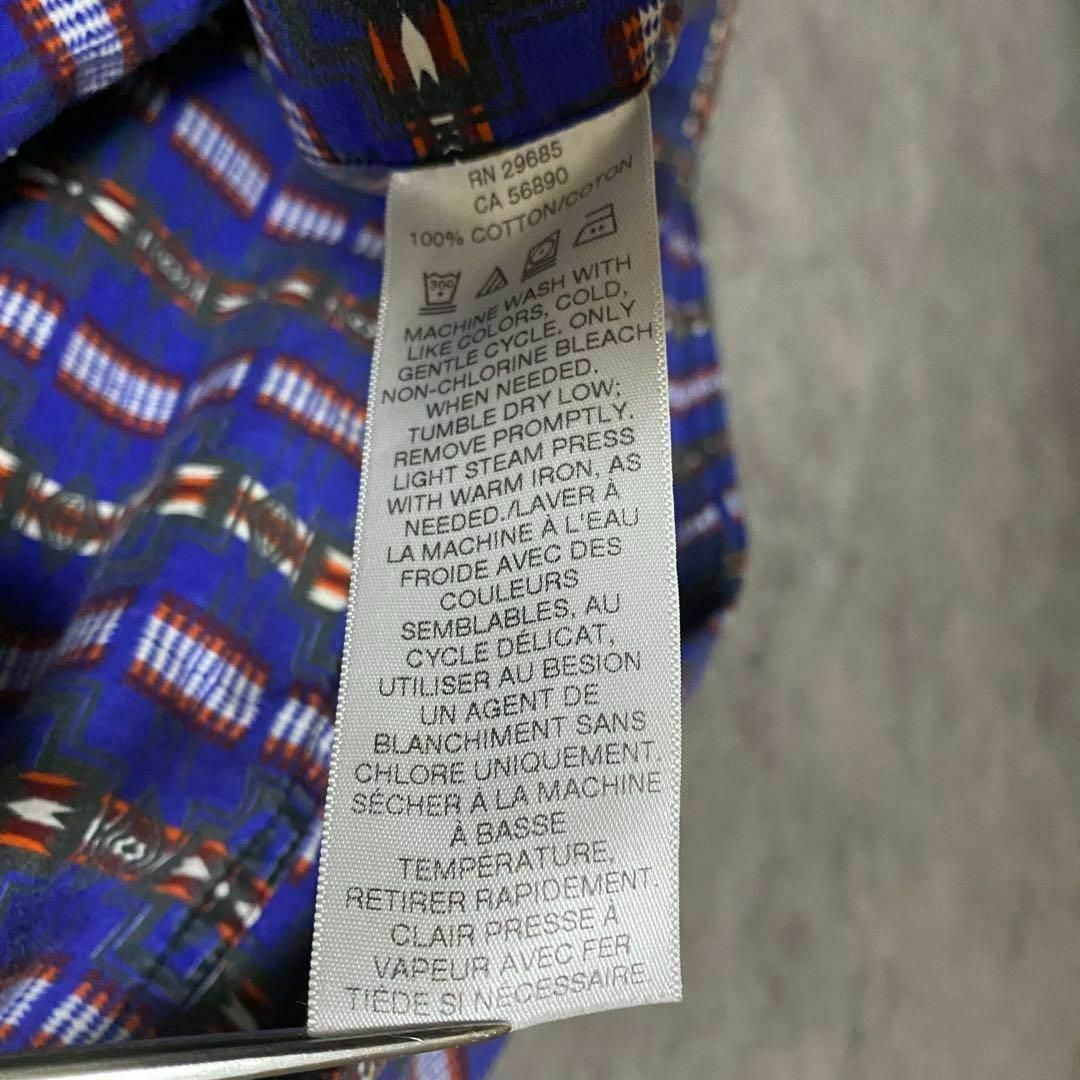 RN 29685
CA 56890
100% COTTON/COTON
30C
MACHINE WASH WITH
LIKE COLORS, COLD,
GENTLE CYCLE. ONLY
NON-CHLORINE BLEACH
WHEN NEEDED.
TUMBLE DRY LOW;
REMOVE PROMPTLY.
LIGHT STEAM PRESS
WITH WARM IRON, AS
NEEDED./LAVER À
LA MACHINE À L'EAU
FROIDE AVEC DES
COULEURS
SEMBLABLES, AU
CYCLE DÉLICAT,
UTILISER AU BESION
UN AGENT DE
BLANCHIMENT SANS
CHLORE UNIQUEMENT.
SÉCHER À LA MACHINE
À BASSE
TEMPÉRATURE,
RETIRER RAPIDEMENT.
CLAIR PRESSE À
VAPEUR AVEC FER
TIÈDE SI NÉCESSAIRE